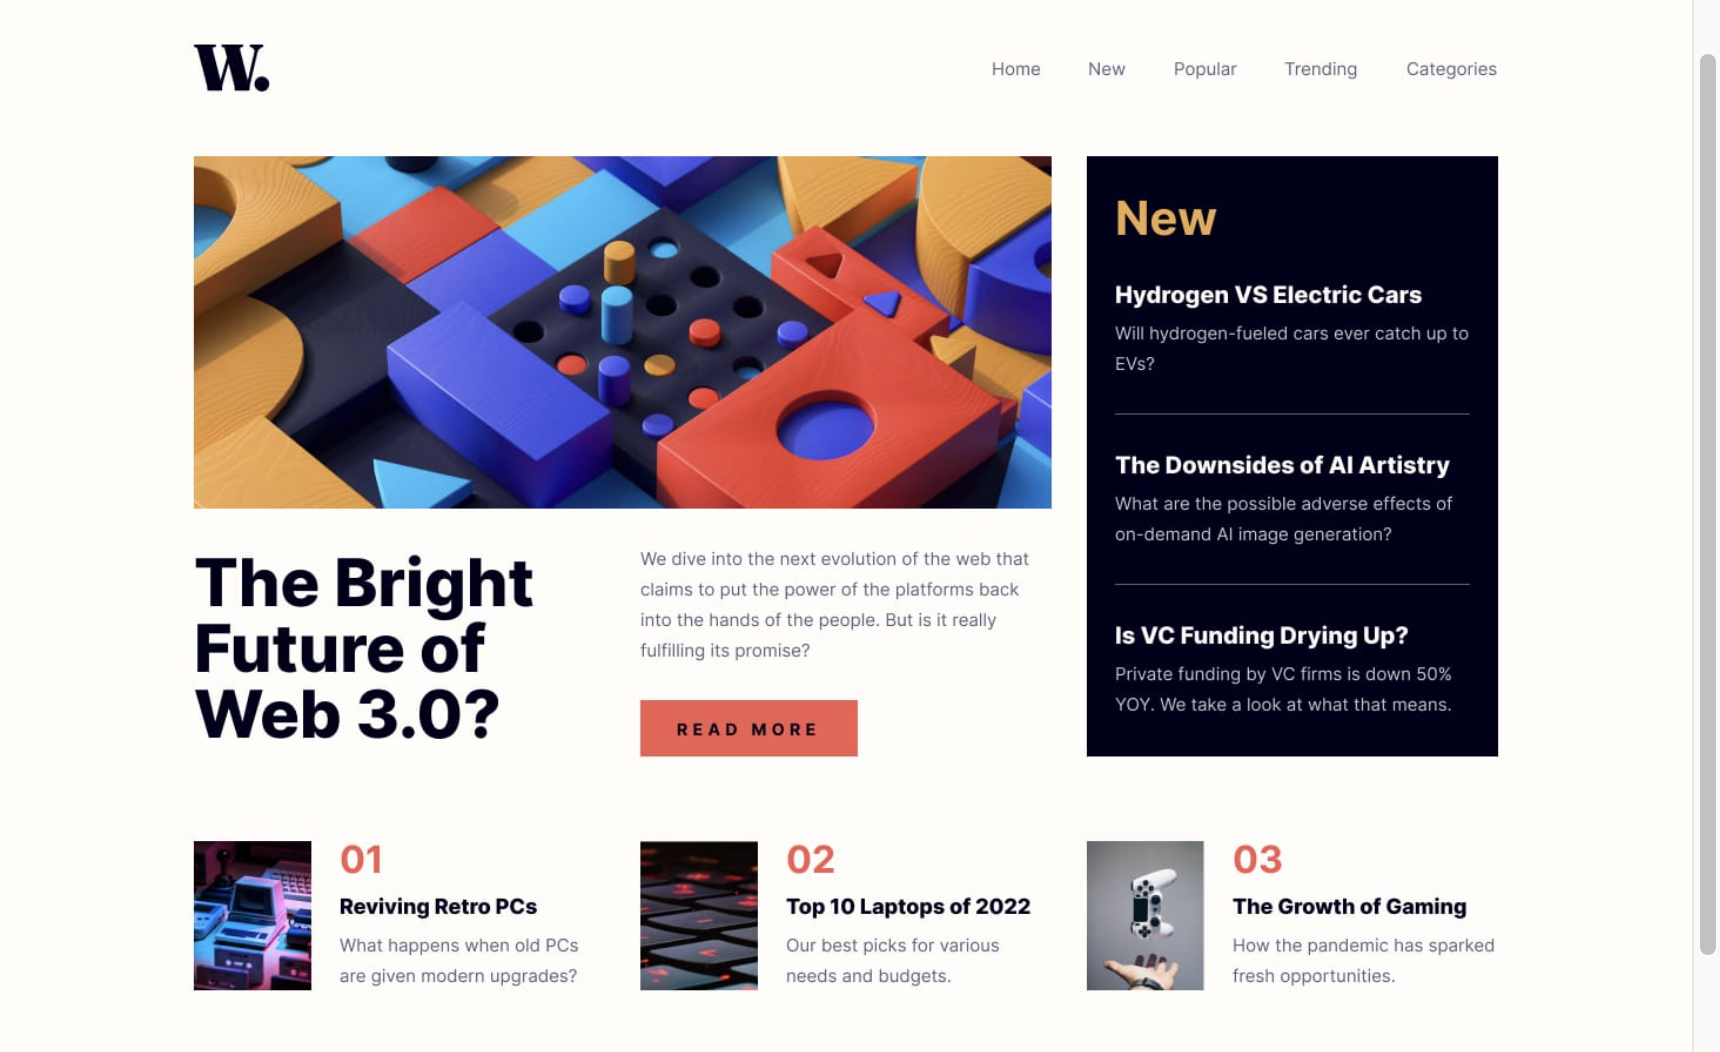 W.
Home New Popular Trending Categories
The Bright
Future of
Web 3.0?
We dive into the next evolution of the web that
claims to put the power of the platforms back
into the hands of the people. But is it really
fulfilling its promise?
READ MORE
New
Hydrogen VS Electric Cars
Will hydrogen-fueled cars ever catch up to
EVs?
The Downsides of AI Artistry
What are the possible adverse effects of
on-demand AI image generation?
Is VC Funding Drying Up?
Private funding by VC firms is down 50%
YOY. We take a look at what that means.
01
Reviving Retro PCs
What happens when old PCs
are given modern upgrades?
02
Top 10 Laptops of 2022
Our best picks for various
needs and budgets.
03
The Growth of Gaming
How the pandemic has sparked
fresh opportunities.